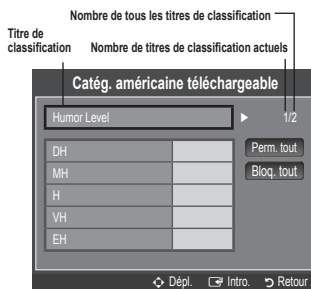 Nombre de tous les titres de classification
Titre de
classification
Nombre de titres de classification actuels
Catég. américaine téléchargeable
Humor Level
► 1/2
DH
MH
H
VH
EH
Perm. tout
Bloq. tout
Dépl. Intro. Retour